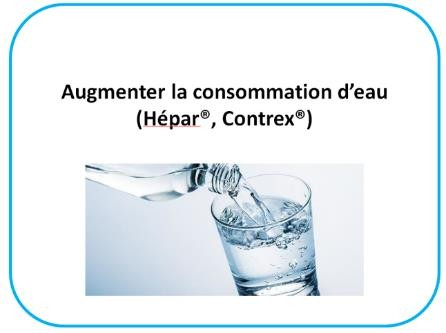 Augmenter la consommation d’eau
(Hépar®, Contrex®)